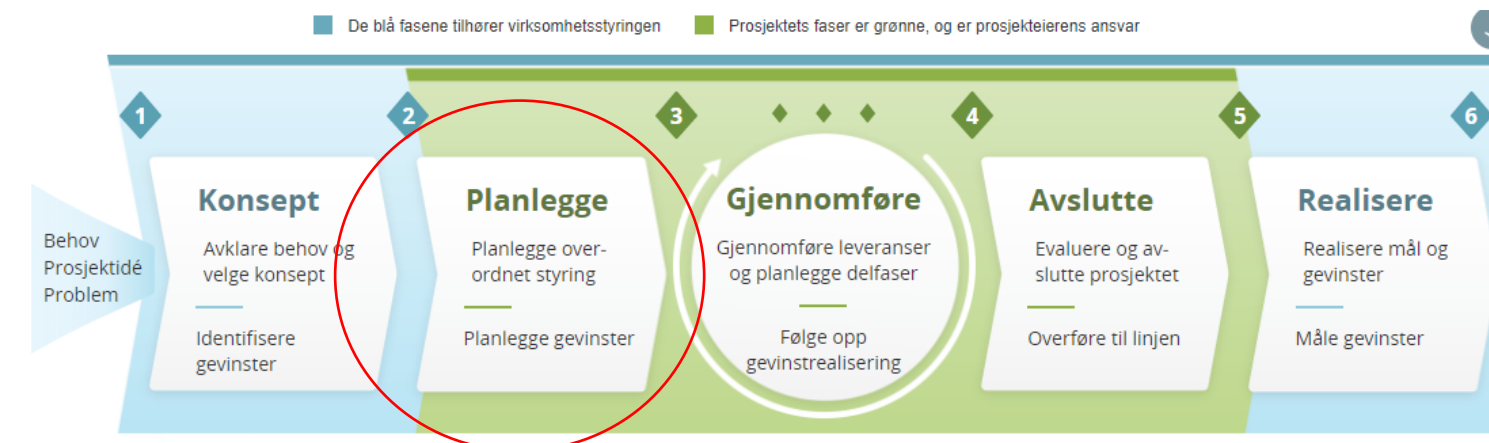 De blå fasene tilhører virksomhetsstyringen
Prosjektets faser er grønne, og er prosjekteierens ansvar
1
2
3
4
5
6
Behov
Prosjektidé
Problem
Konsept
Avklare behov og
velge konsept
Identifisere
gevinster
Planlegge
Planlegge over-
ordnet styring
Planlegge gevinster
Gjennomføre
Gjennomføre leveranser
og planlegge delfaser
Følge opp
gevinstrealisering
Avslutte
Evaluere og av-
slutte prosjektet
Overføre til linjen
Realisere
Realisere mål og
gevinster
Måle gevinster